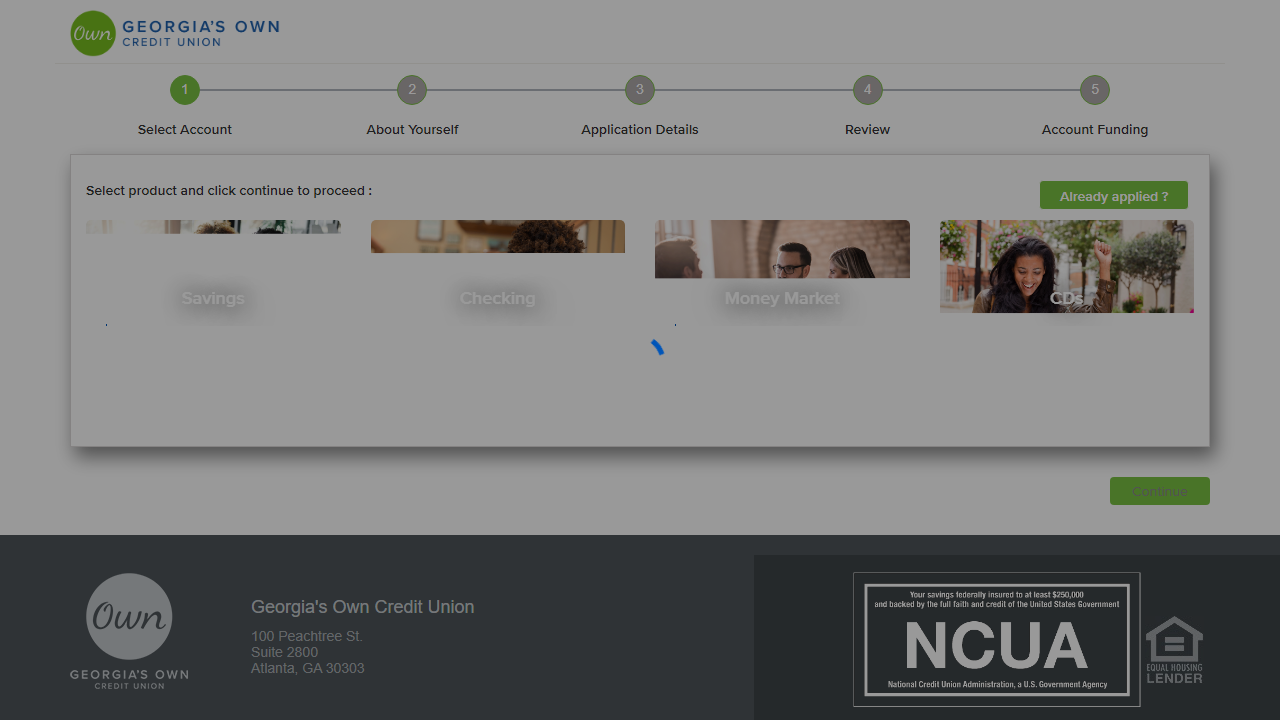 Own
GEORGIA'S OWN
CREDIT UNION
1
2
3
4
5
Select Account
About Yourself
Application Details
Review
Account Funding
Select product and click continue to proceed :
Already applied ?
Savings
Checking
Money Market
CDs
Continue
Own
GEORGIA'S OWN
CREDIT UNION
Georgia's Own Credit Union
100 Peachtree St.
Suite 2800
Atlanta, GA 30303
Your savings federally insured to at least $250,000
and backed by the full faith and credit of the United States Government
NCUA
National Credit Union Administration, a U.S. Government Agency
EQUAL HOUSING
LENDER